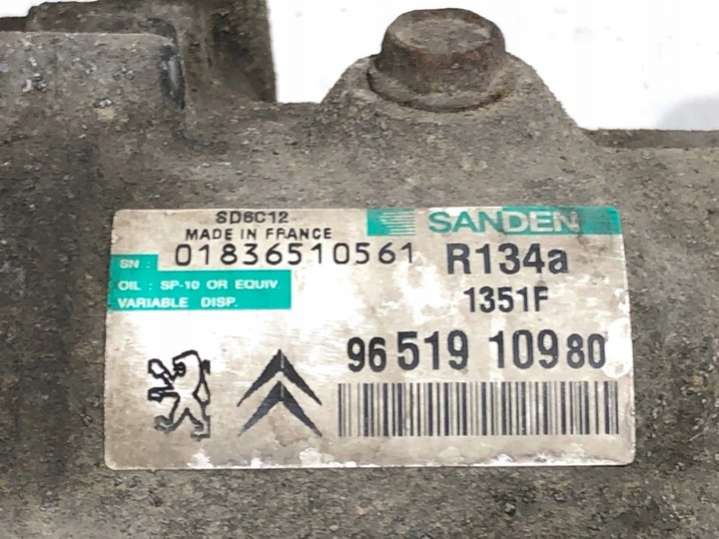 SD6C12
MADE IN FRANCE
SANDEN
SN : 01836510561
R134a
OIL : SP-10 OR EQUIV.
VARIABLE DISP.
1351F
96 519 109 80